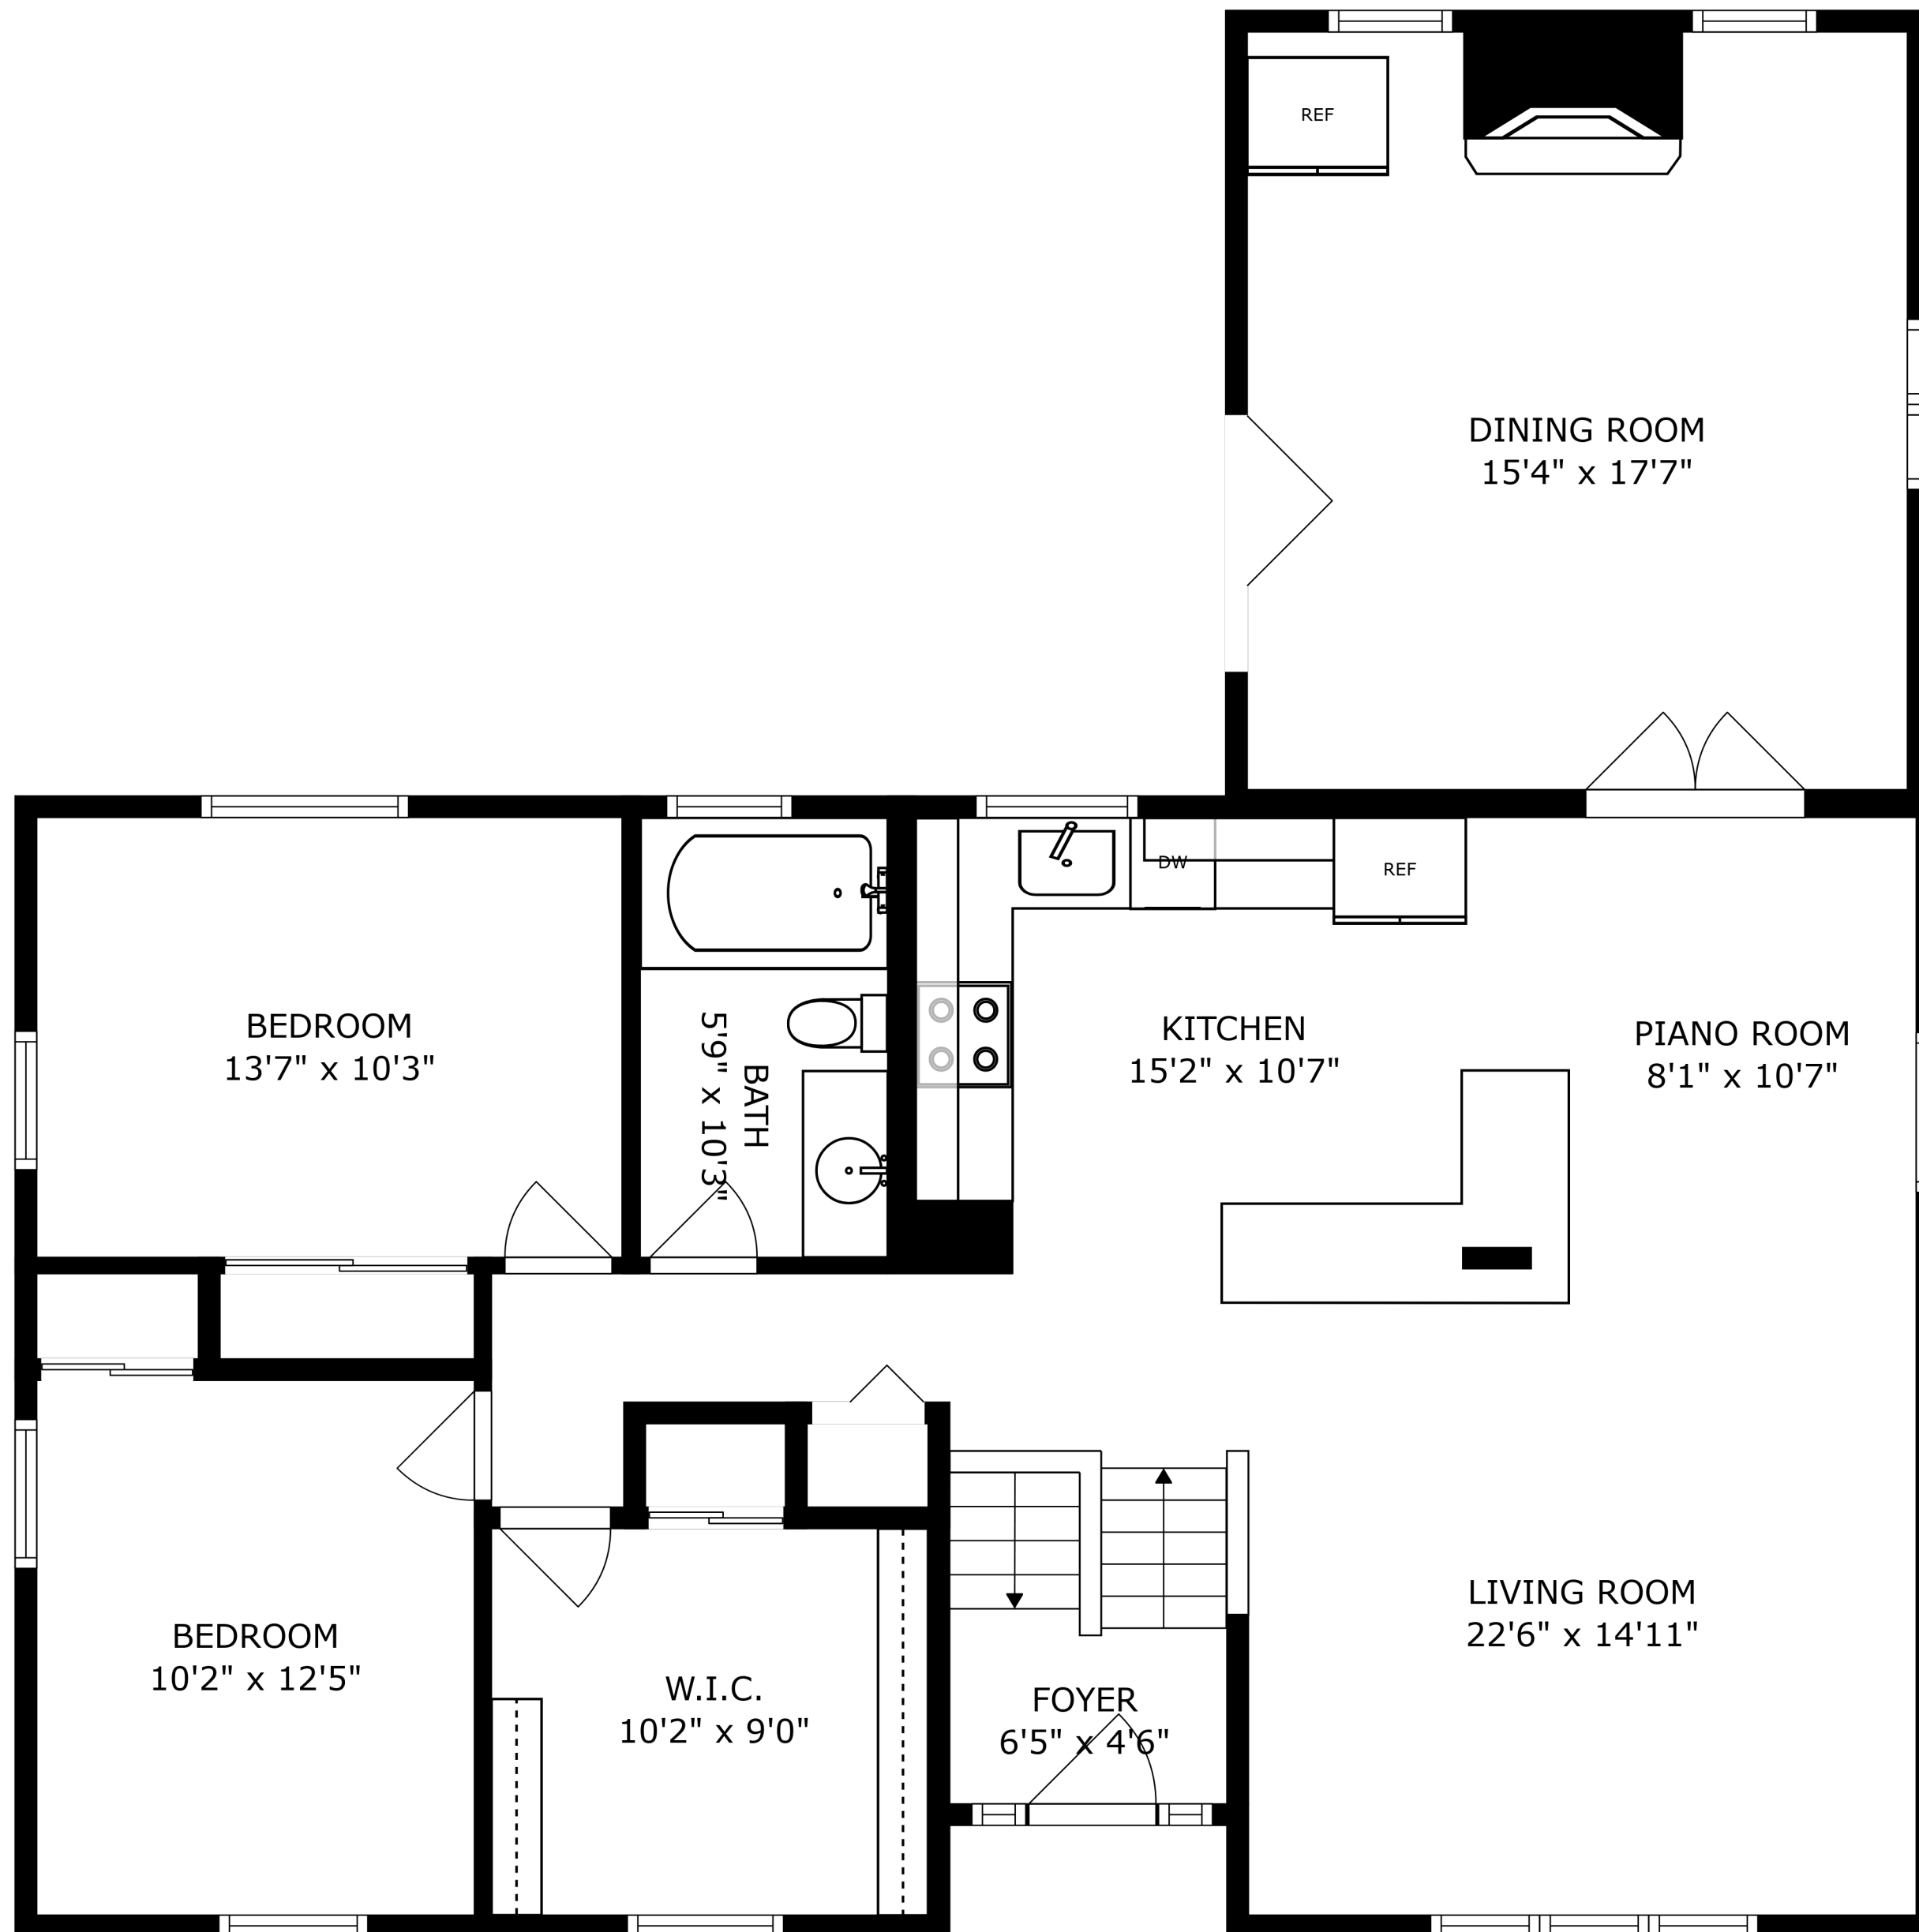 REF
DINING ROOM
15'4" x 17'7"
DW
REF
BEDROOM
13'7" x 10'3"
BATH
5'9" x 10'3"
KITCHEN
15'2" x 10'7"
PIANO ROOM
8'1" x 10'7"
LIVING ROOM
22'6" x 14'11"
BEDROOM
10'2" x 12'5"
W.I.C.
10'2" x 9'0"
FOYER
6'5" x 4'6"